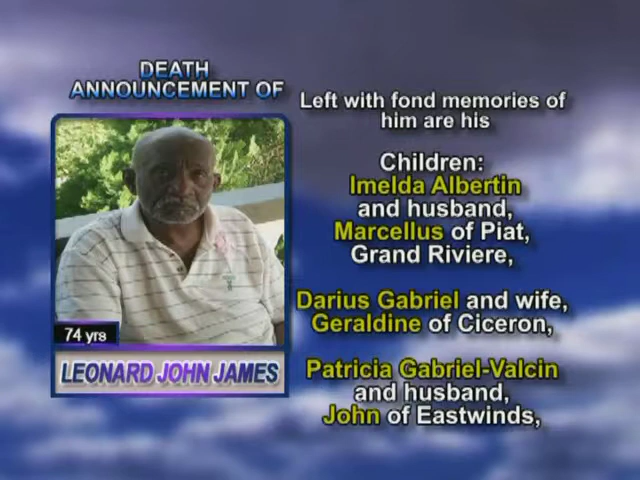 DEATH
ANNOUNCEMENT OF
74 yrs
LEONARD JOHN JAMES
Left with fond memories of
him are his
Children:
Imelda Albertin
and husband,
Marcellus of Piat,
Grand Riviere,
Darius Gabriel and wife,
Geraldine of Ciceron,
Patricia Gabriel-Valcin
and husband,
John of Eastwinds,